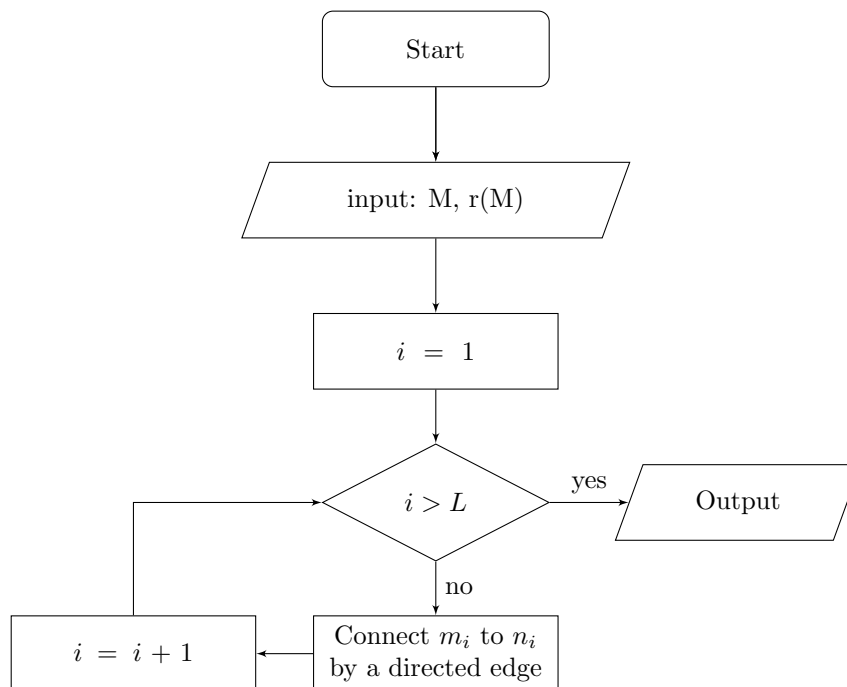 Start
input: M, r(M)
i = 1
i > L
yes
Output
no
Connect m_i to n_i
by a directed edge
i = i + 1